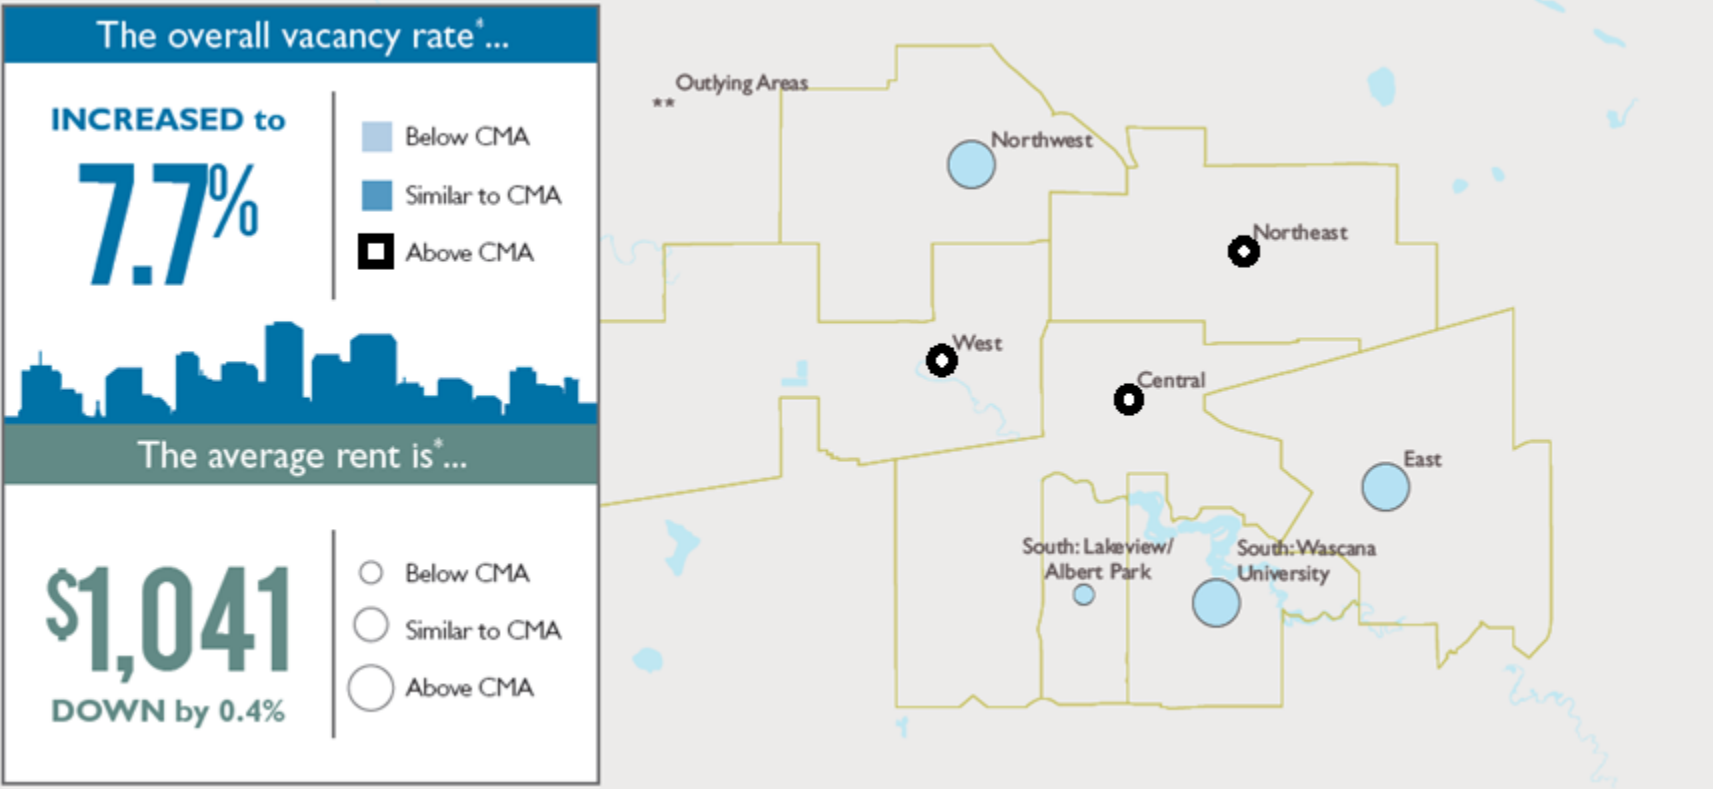 The overall vacancy rate*...
INCREASED to
7.7%
Below CMA
Similar to CMA
Above CMA
The average rent is*...
$1,041
DOWN by 0.4%
Below CMA
Similar to CMA
Above CMA
Outlying Areas
**
Northwest
Northeast
West
Central
East
South: Lakeview/
Albert Park
South: Wascana
University